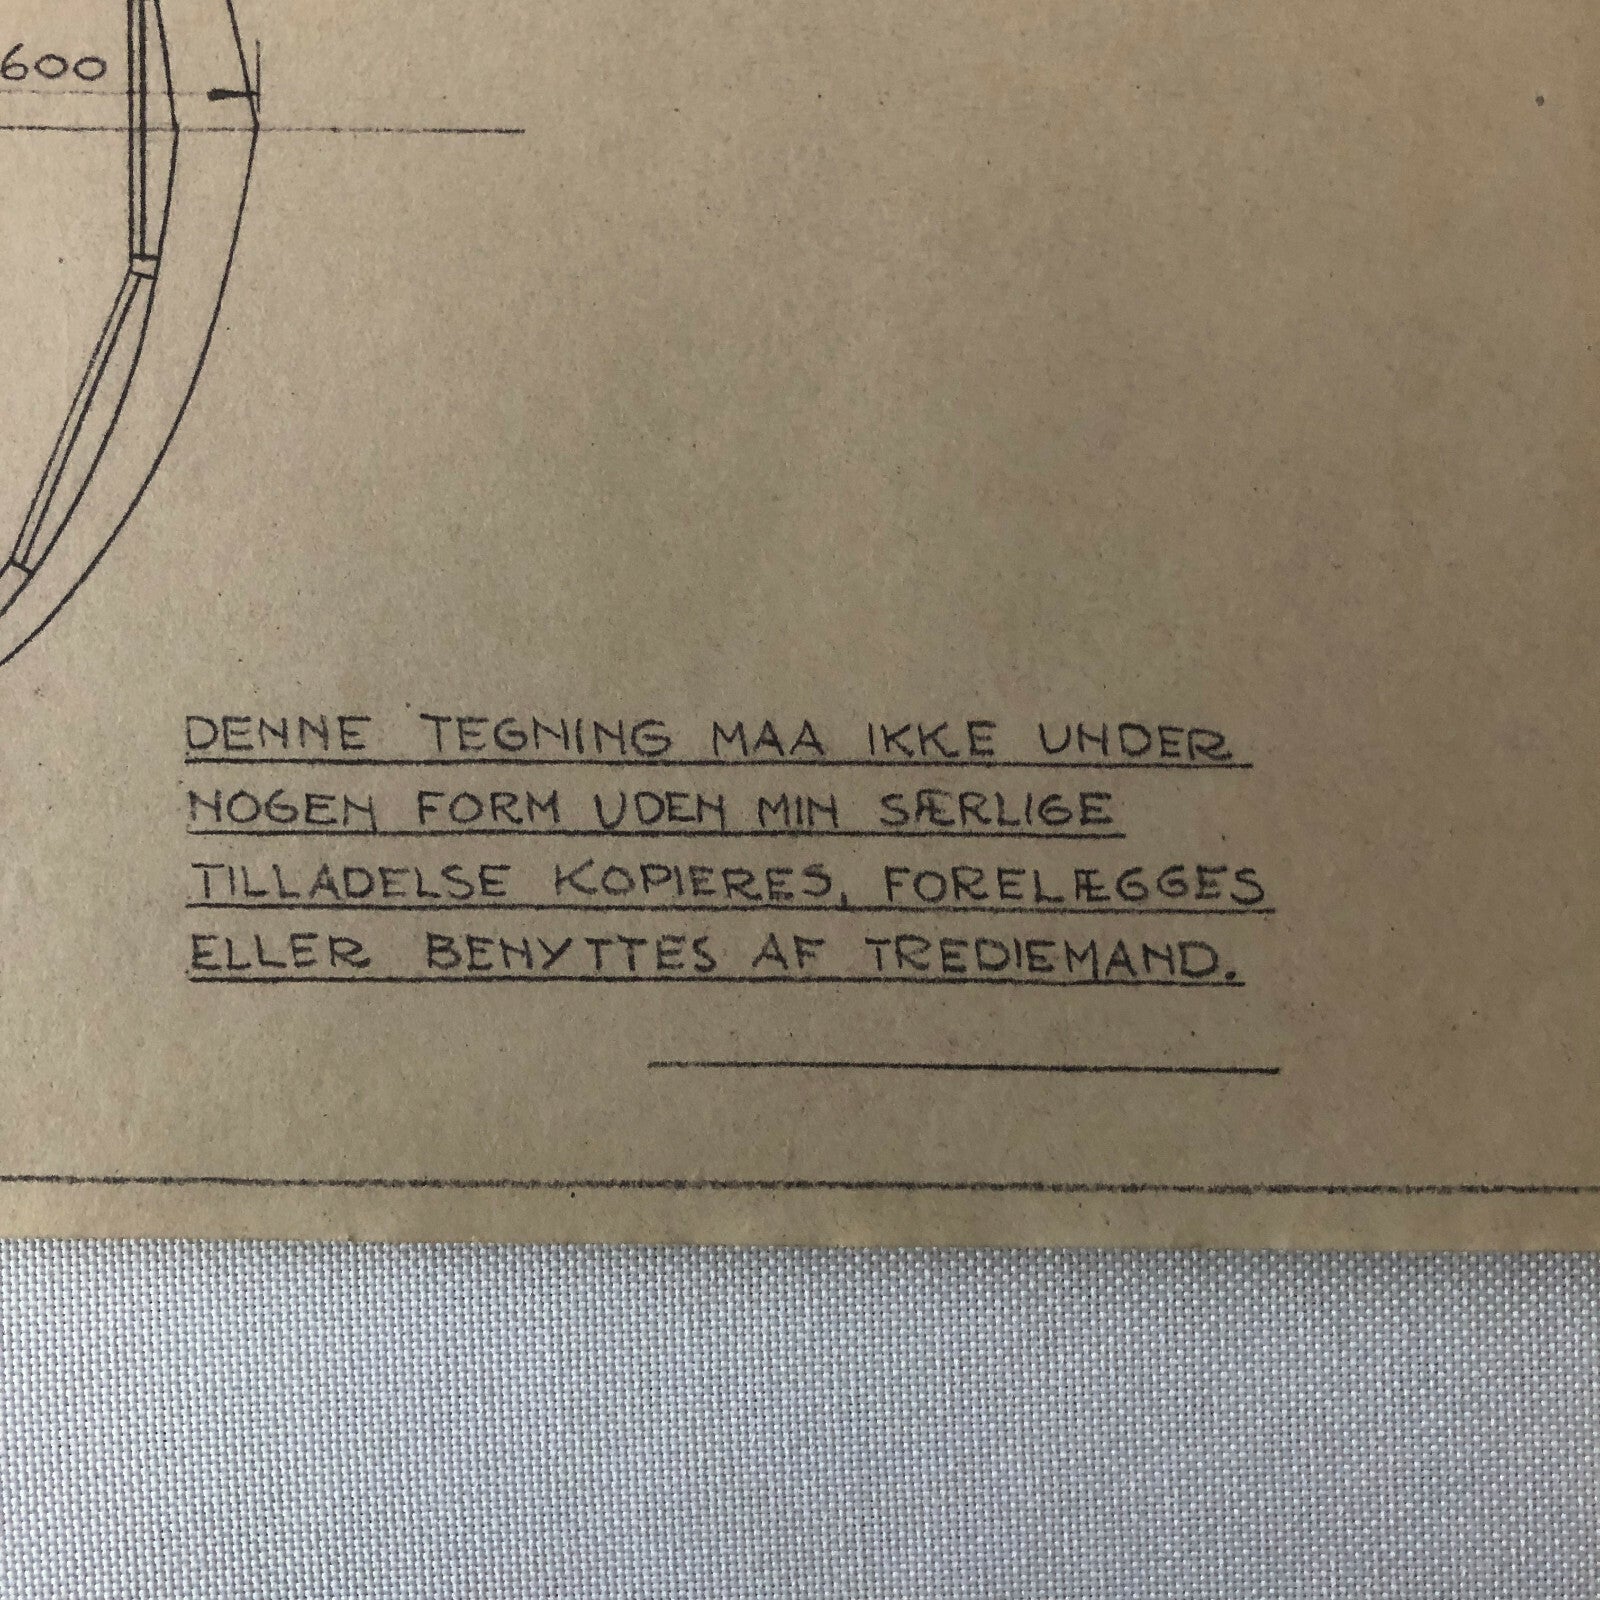 600
DENNE TEGNING MAA IKKE UNDER
NOGEN FORM UDEN MIN SÆRLIGE
TILLADELSE KOPIERES, FORELÆGGES
ELLER BENYTTES AF TREDIEMAND.